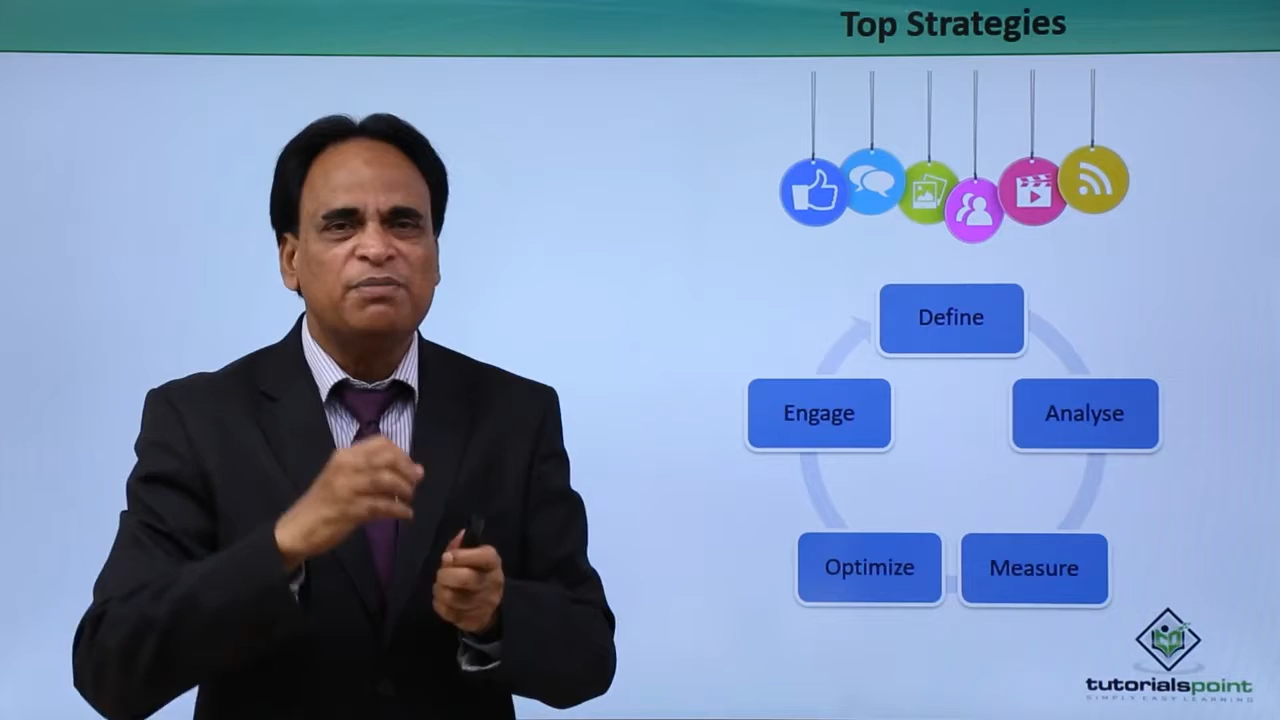 Top Strategies
Define
Engage
Analyse
Optimize
Measure
tutorialspoint
SIMPLY EASY LEARNING